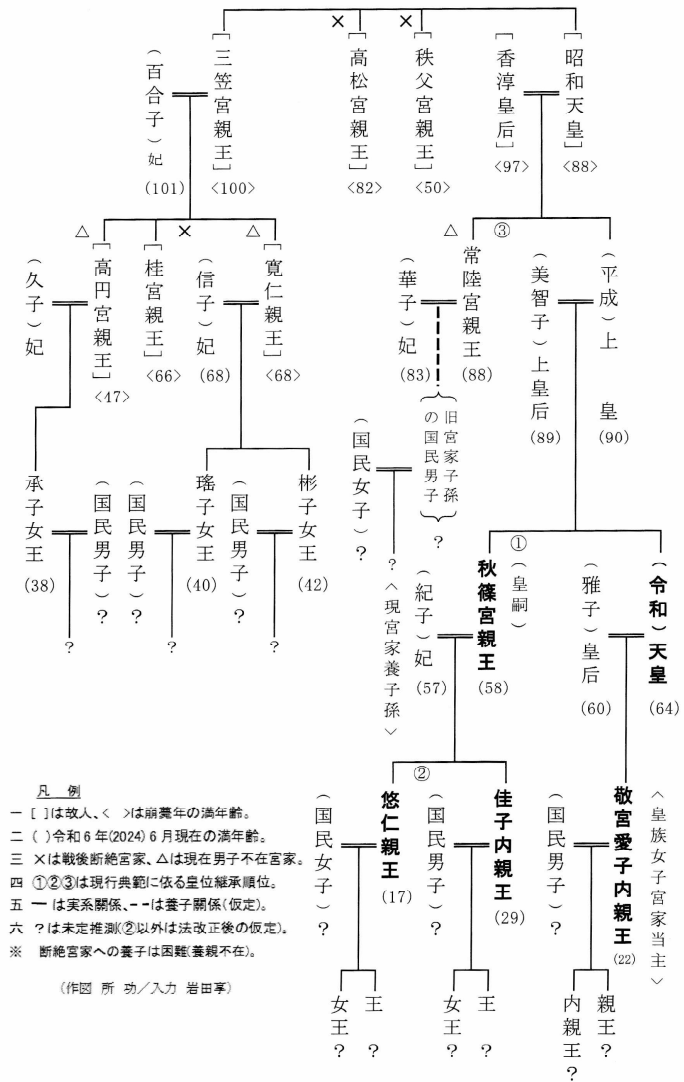 [昭和天皇]
<88>
[香淳皇后]
<97>
×
[秩父宮親王]
<50>
×
[高松宮親王]
<82>
[三笠宮親王]
<100>
(百合子)妃
(101)
(平成)上皇
(90)
(美智子)上皇后
(89)
③
△
常陸宮親王
(88)
(華子)妃
(83)
△
[寛仁親王]
<68>
(信子)妃
(68)
×
[桂宮親王]
<66>
△
[高円宮親王]
<47>
(久子)妃
旧宮家子孫
の国民男子
?
(国民女子)?
?
<現宮家養子孫>
彬子女王
(42)
(国民男子)?
?
瑤子女王
(40)
(国民男子)?
?
(国民男子)?
承子女王
(38)
?
(令和)天皇
(64)
(雅子)皇后
(60)
①
(皇嗣)
秋篠宮親王
(58)
(紀子)妃
(57)
<皇族女子宮家当主>
敬宮愛子内親王
(22)
(国民男子)?
佳子内親王
(29)
(国民男子)?
②
悠仁親王
(17)
(国民女子)?
親王?
内親王?
王?
女王?
王?
女王?
凡 例
一 [ ]は故人、< >は崩薨年の満年齢。
二 ( )令和6年(2024)6月現在の満年齢。
三 ×は戦後断絶宮家、△は現在男子不在宮家。
四 ①②③は現行典範に依る皇位継承順位。
五 ━は実系関係、--は養子関係(仮定)。
六 ?は未定推測(②以外は法改正後の仮定)。
※ 断絶宮家への養子は困難(養親不在)。
(作図 所 功/入力 岩田享)